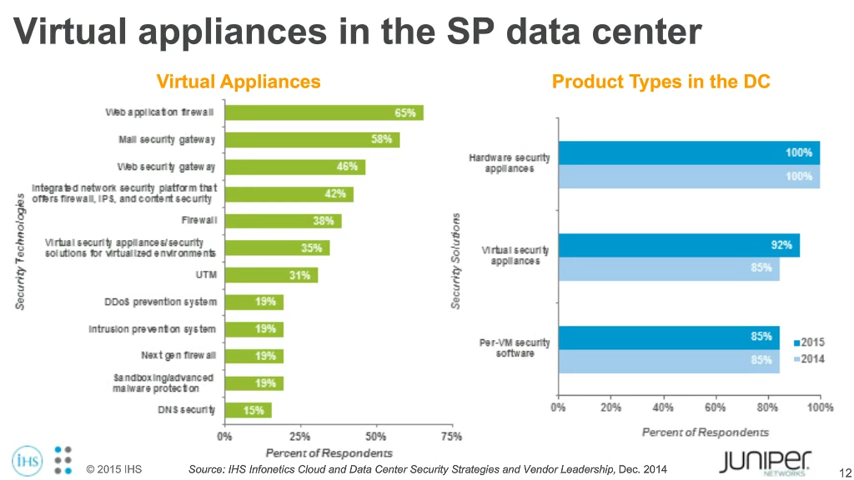 Virtual appliances in the SP data center
Virtual Appliances
Security Technologies
Web application firewall
65%
Mail security gateway
58%
Web security gateway
46%
Integrated network security platform that
offers firewall, IPS, and content security
42%
Firewall
38%
Virtual security appliances/security
solutions for virtualized environments
35%
UTM
31%
DDoS prevention system
19%
Intrusion prevention system
19%
Next gen firewall
19%
Sandboxing/advanced
malware protection
19%
DNS security
15%
0% 25% 50% 75%
Percent of Respondents
Product Types in the DC
Security Solutions
Hardware security
appliances
100%
100%
Virtual security
appliances
92%
85%
Per-VM security
software
85%
85%
2015
2014
0% 20% 40% 60% 80% 100%
Percent of Respondents
IHS
© 2015 IHS
Source: IHS Infonetics Cloud and Data Center Security Strategies and Vendor Leadership, Dec. 2014
JUNIPER
NETWORKS
12